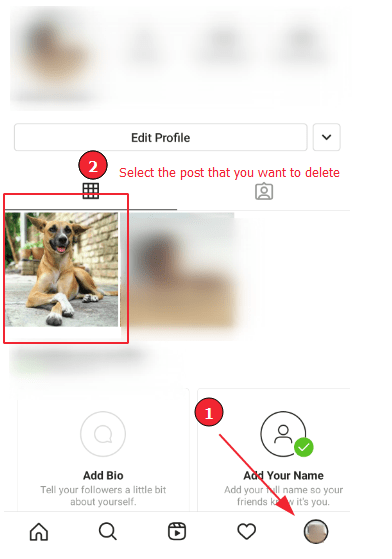 Edit Profile
2
Select the post that you want to delete
1
Add Bio
Tell your followers a little bit
about yourself.
Add Your Name
Add your full name so your
friends know it's you.